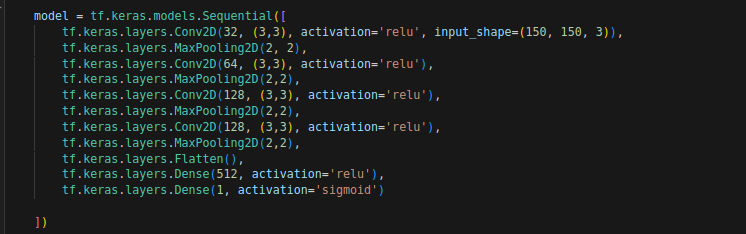 model = tf.keras.models.Sequential([
    tf.keras.layers.Conv2D(32, (3,3), activation='relu', input_shape=(150, 150, 3)),
    tf.keras.layers.MaxPooling2D(2, 2),
    tf.keras.layers.Conv2D(64, (3,3), activation='relu'),
    tf.keras.layers.MaxPooling2D(2,2),
    tf.keras.layers.Conv2D(128, (3,3), activation='relu'),
    tf.keras.layers.MaxPooling2D(2,2),
    tf.keras.layers.Conv2D(128, (3,3), activation='relu'),
    tf.keras.layers.MaxPooling2D(2,2),
    tf.keras.layers.Flatten(),
    tf.keras.layers.Dense(512, activation='relu'),
    tf.keras.layers.Dense(1, activation='sigmoid')
])